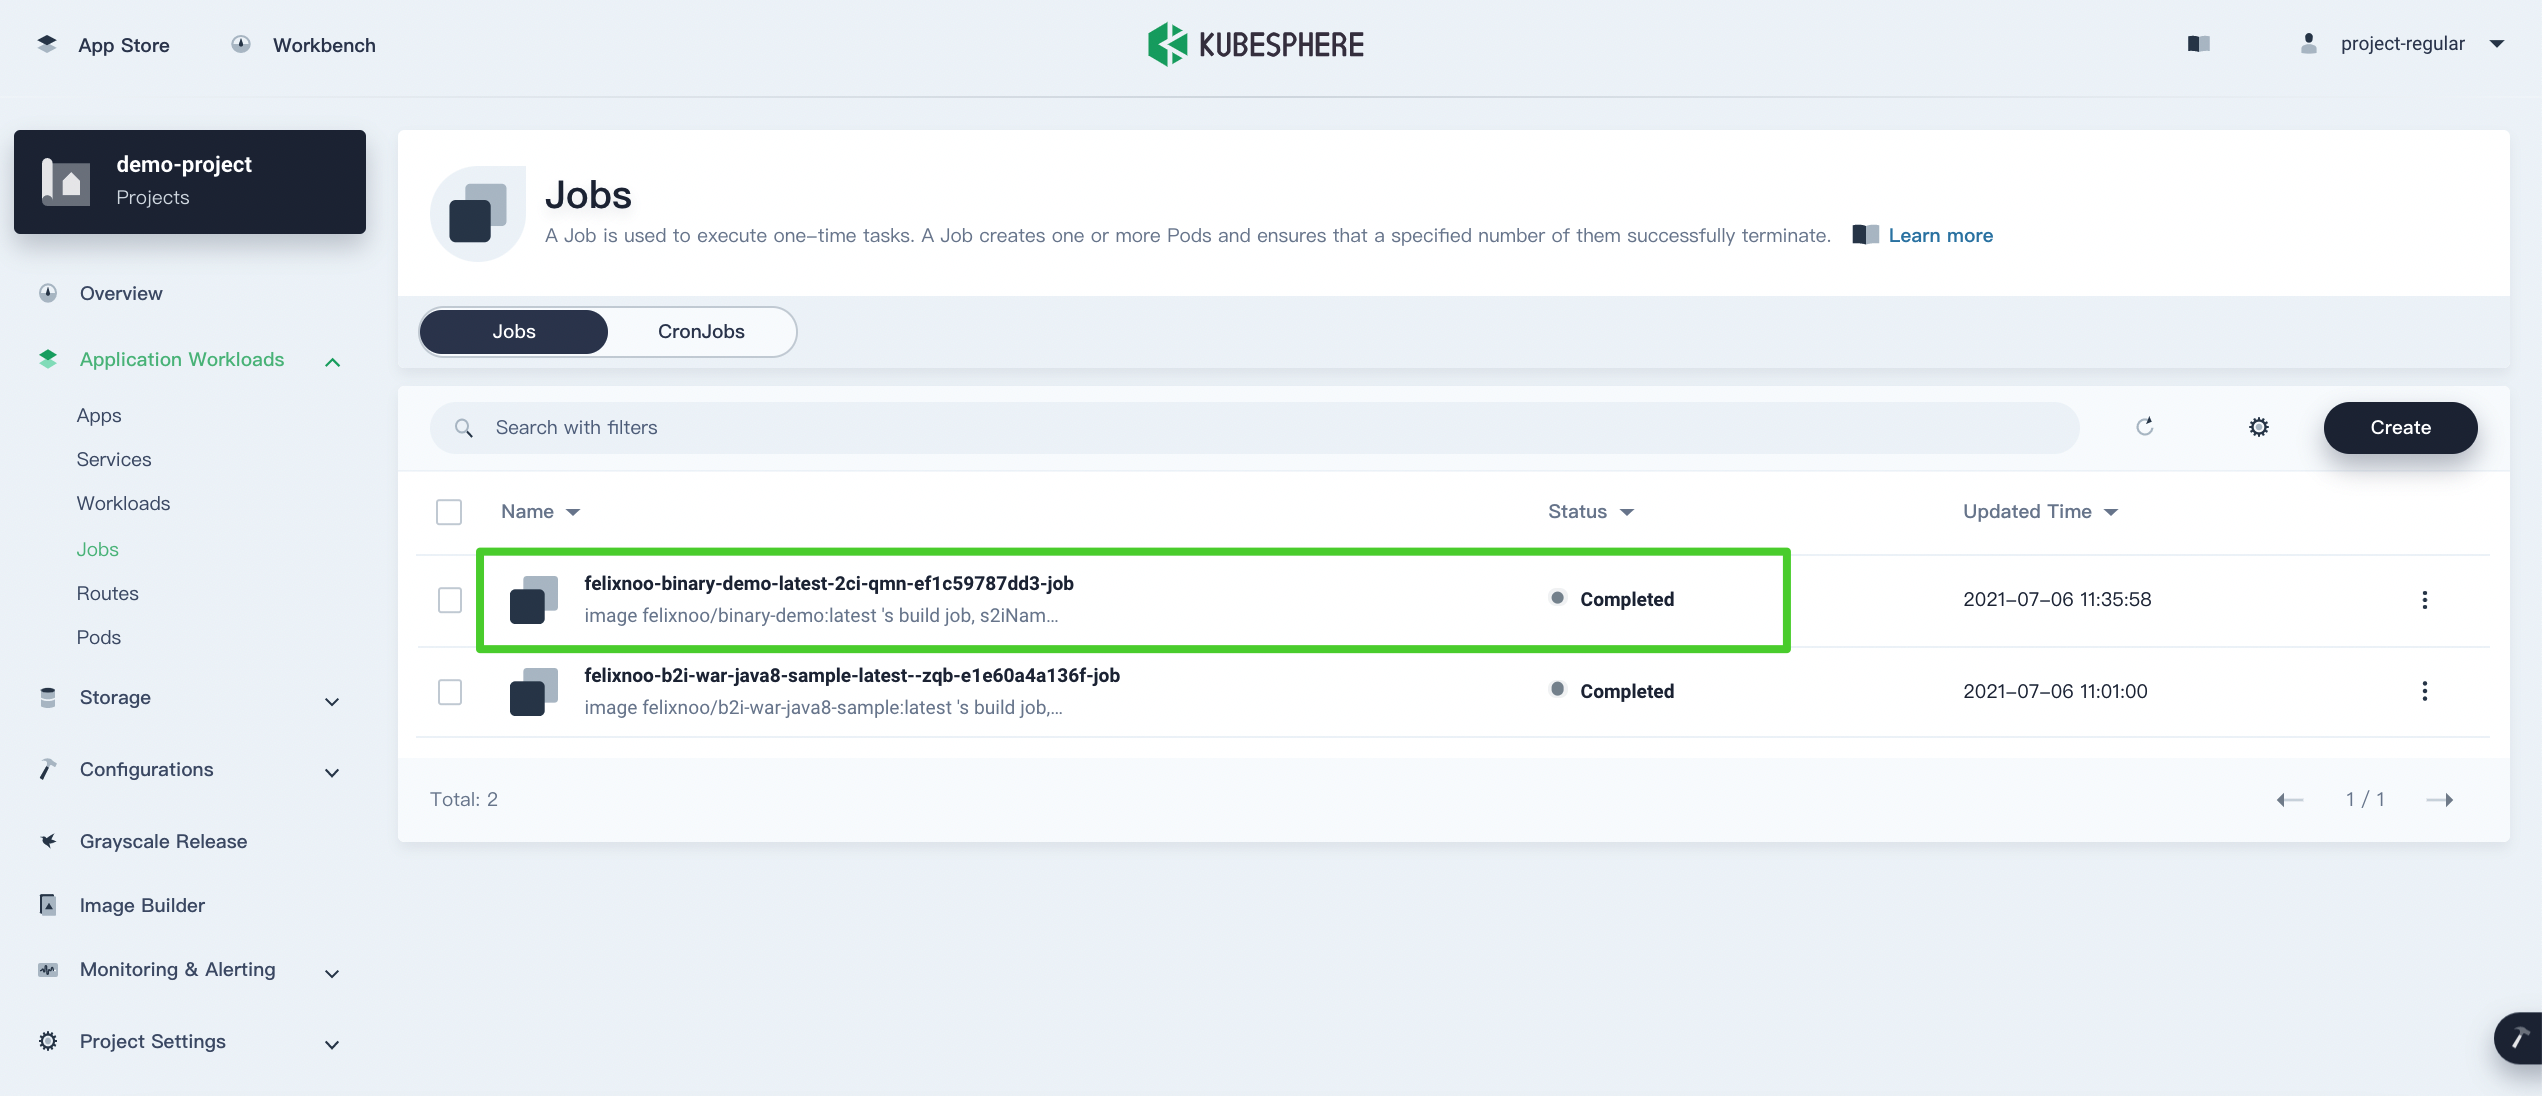 App Store
Workbench
KUBESPHERE
project-regular
demo-project
Projects
Overview
Application Workloads
Apps
Services
Workloads
Jobs
Routes
Pods
Storage
Configurations
Grayscale Release
Image Builder
Monitoring & Alerting
Project Settings
Jobs
A Job is used to execute one-time tasks. A Job creates one or more Pods and ensures that a specified number of them successfully terminate. Learn more
Jobs
CronJobs
Search with filters
Create
Name
Status
Updated Time
felixnoo-binary-demo-latest-2ci-qmn-ef1c59787dd3-job
image felixnoo/binary-demo:latest 's build job, s2iNam...
Completed
2021-07-06 11:35:58
felixnoo-b2i-war-java8-sample-latest--zqb-e1e60a4a136f-job
image felixnoo/b2i-war-java8-sample:latest 's build job,...
Completed
2021-07-06 11:01:00
Total: 2
1 / 1